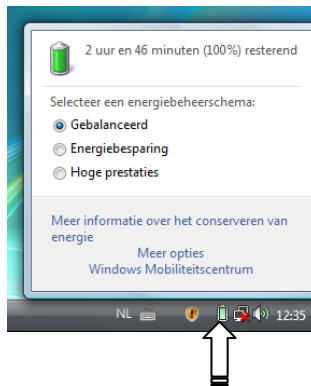 2 uur en 46 minuten (100%) resterend
Selecteer een energiebeheerschema:
Gebalanceerd
Energiebesparing
Hoge prestaties
Meer informatie over het conserveren van
energie
Meer opties
Windows Mobiliteitscentrum
NL 12:35